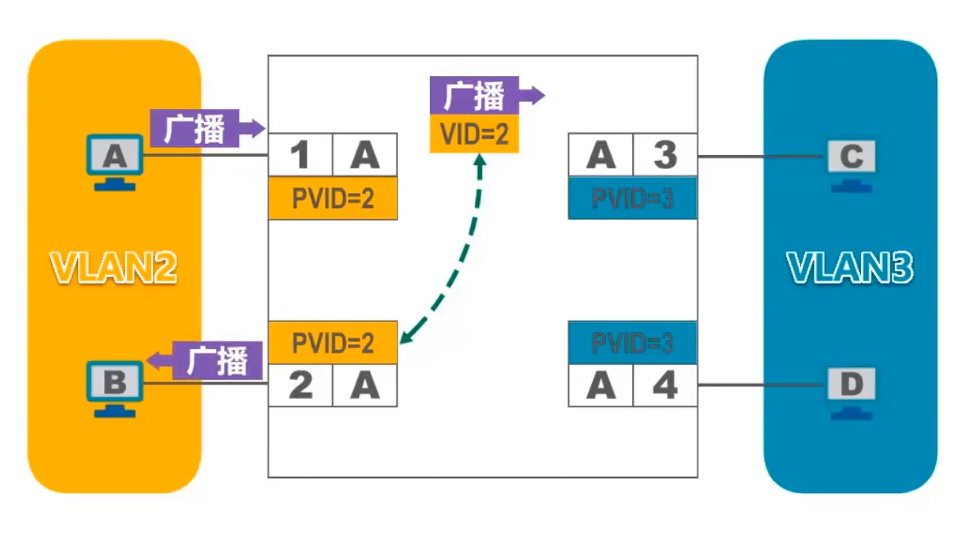 广播
VID=2
广播
A
1 A
PVID=2
A 3
PVID=3
C
VLAN2
VLAN3
PVID=2
2 A
广播
B
PVID=3
A 4
D